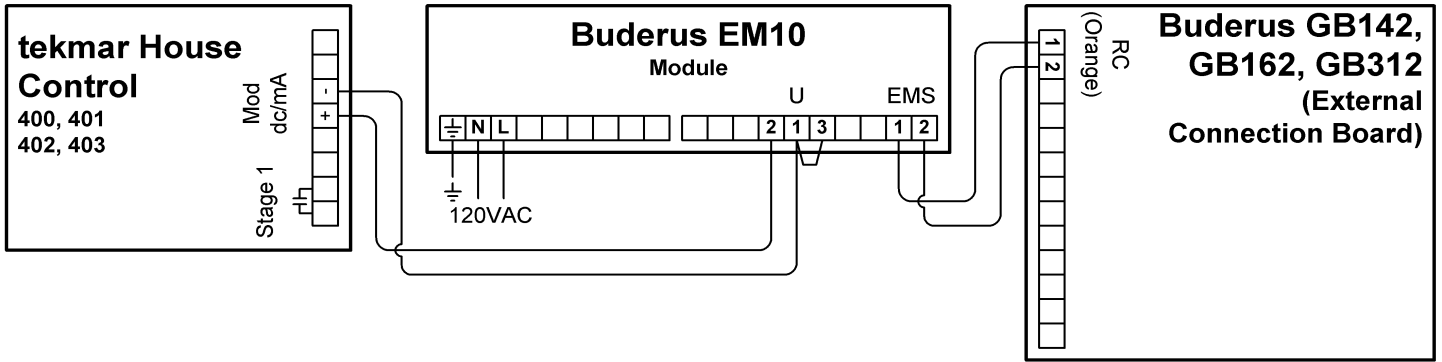 tekmar House
Control
400, 401
402, 403
Mod
dc/mA
-
+
Stage 1
Buderus EM10
Module
U
EMS
N L
2 1 3
1 2
120VAC
1
2
RC
(Orange)
Buderus GB142,
GB162, GB312
(External
Connection Board)